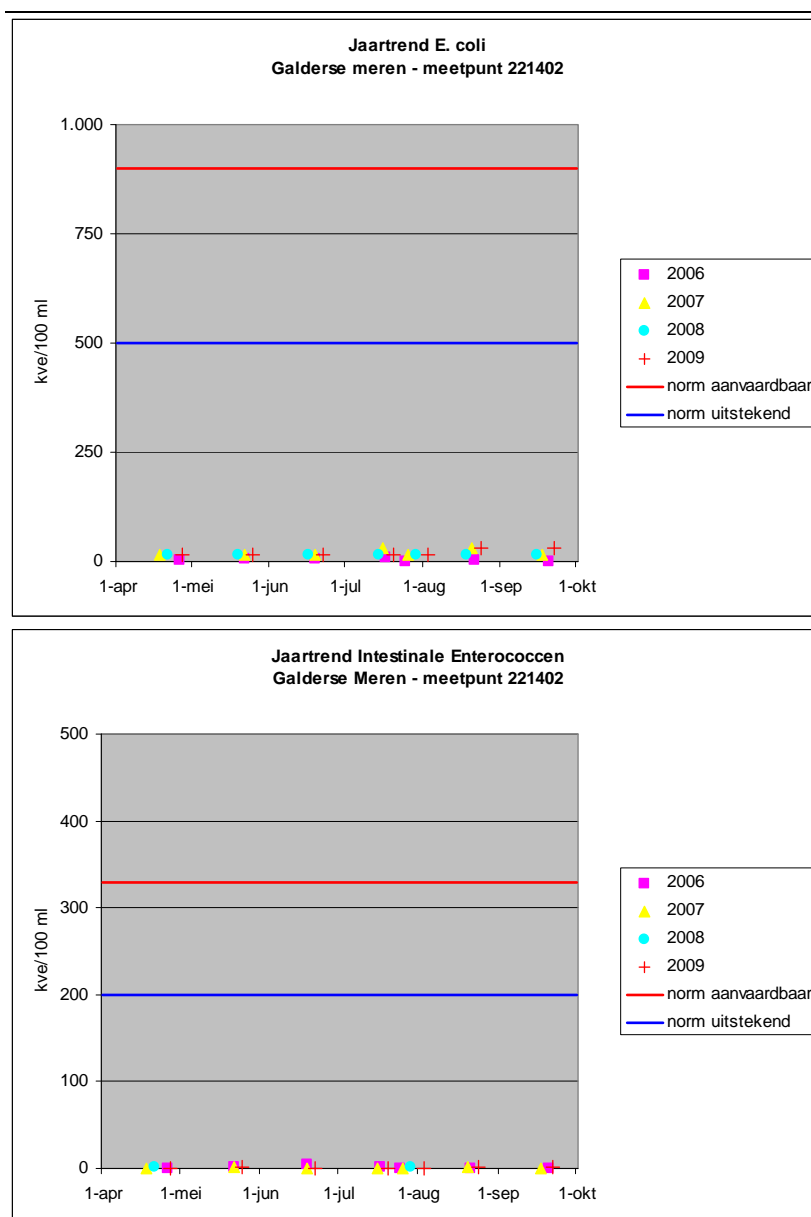 Jaartrend E. coli
Galderse meren - meetpunt 221402
1.000
750
500
250
0
kve/100 ml
1-apr 1-mei 1-jun 1-jul 1-aug 1-sep 1-okt
2006
2007
2008
2009
norm aanvaardbaar
norm uitstekend
Jaartrend Intestinale Enterococcen
Galderse Meren - meetpunt 221402
500
400
300
200
100
0
kve/100 ml
1-apr 1-mei 1-jun 1-jul 1-aug 1-sep 1-okt
2006
2007
2008
2009
norm aanvaardbaar
norm uitstekend